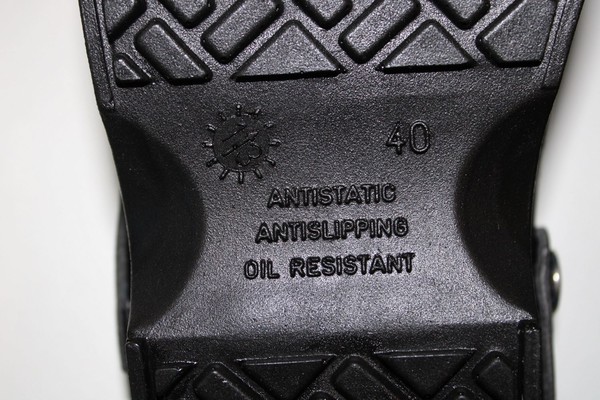 40
ANTISTATIC
ANTISLIPPING
OIL RESISTANT